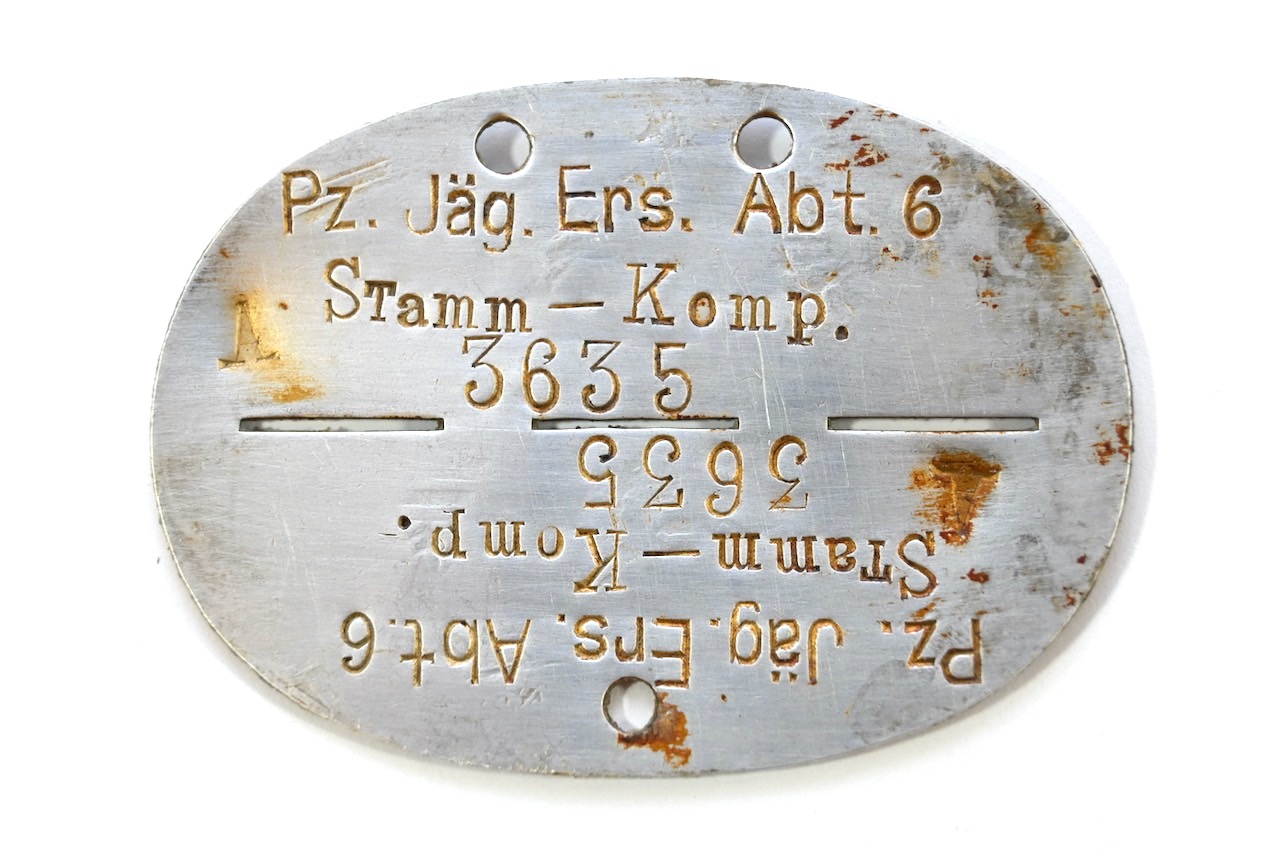 Pz. Jäg. Ers. Abt. 6
Stamm – Komp.
A
3635
3635
A
Stamm – Komp.
Pz. Jäg. Ers. Abt. 6